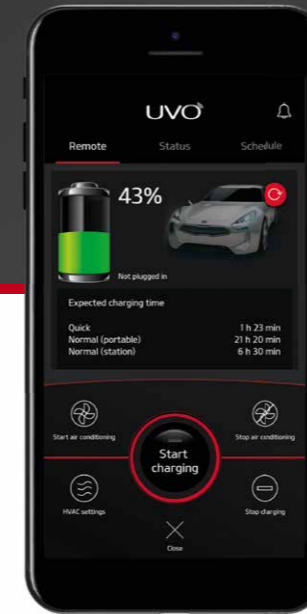 UVO
Remote Status Schedule
43%
Not plugged in
Expected charging time
Quick 1 h 23 min
Normal (portable) 21 h 20 min
Normal (station) 6 h 30 min
Start air conditioning Stop air conditioning
Start
charging
HVAC settings Stop charging
Close